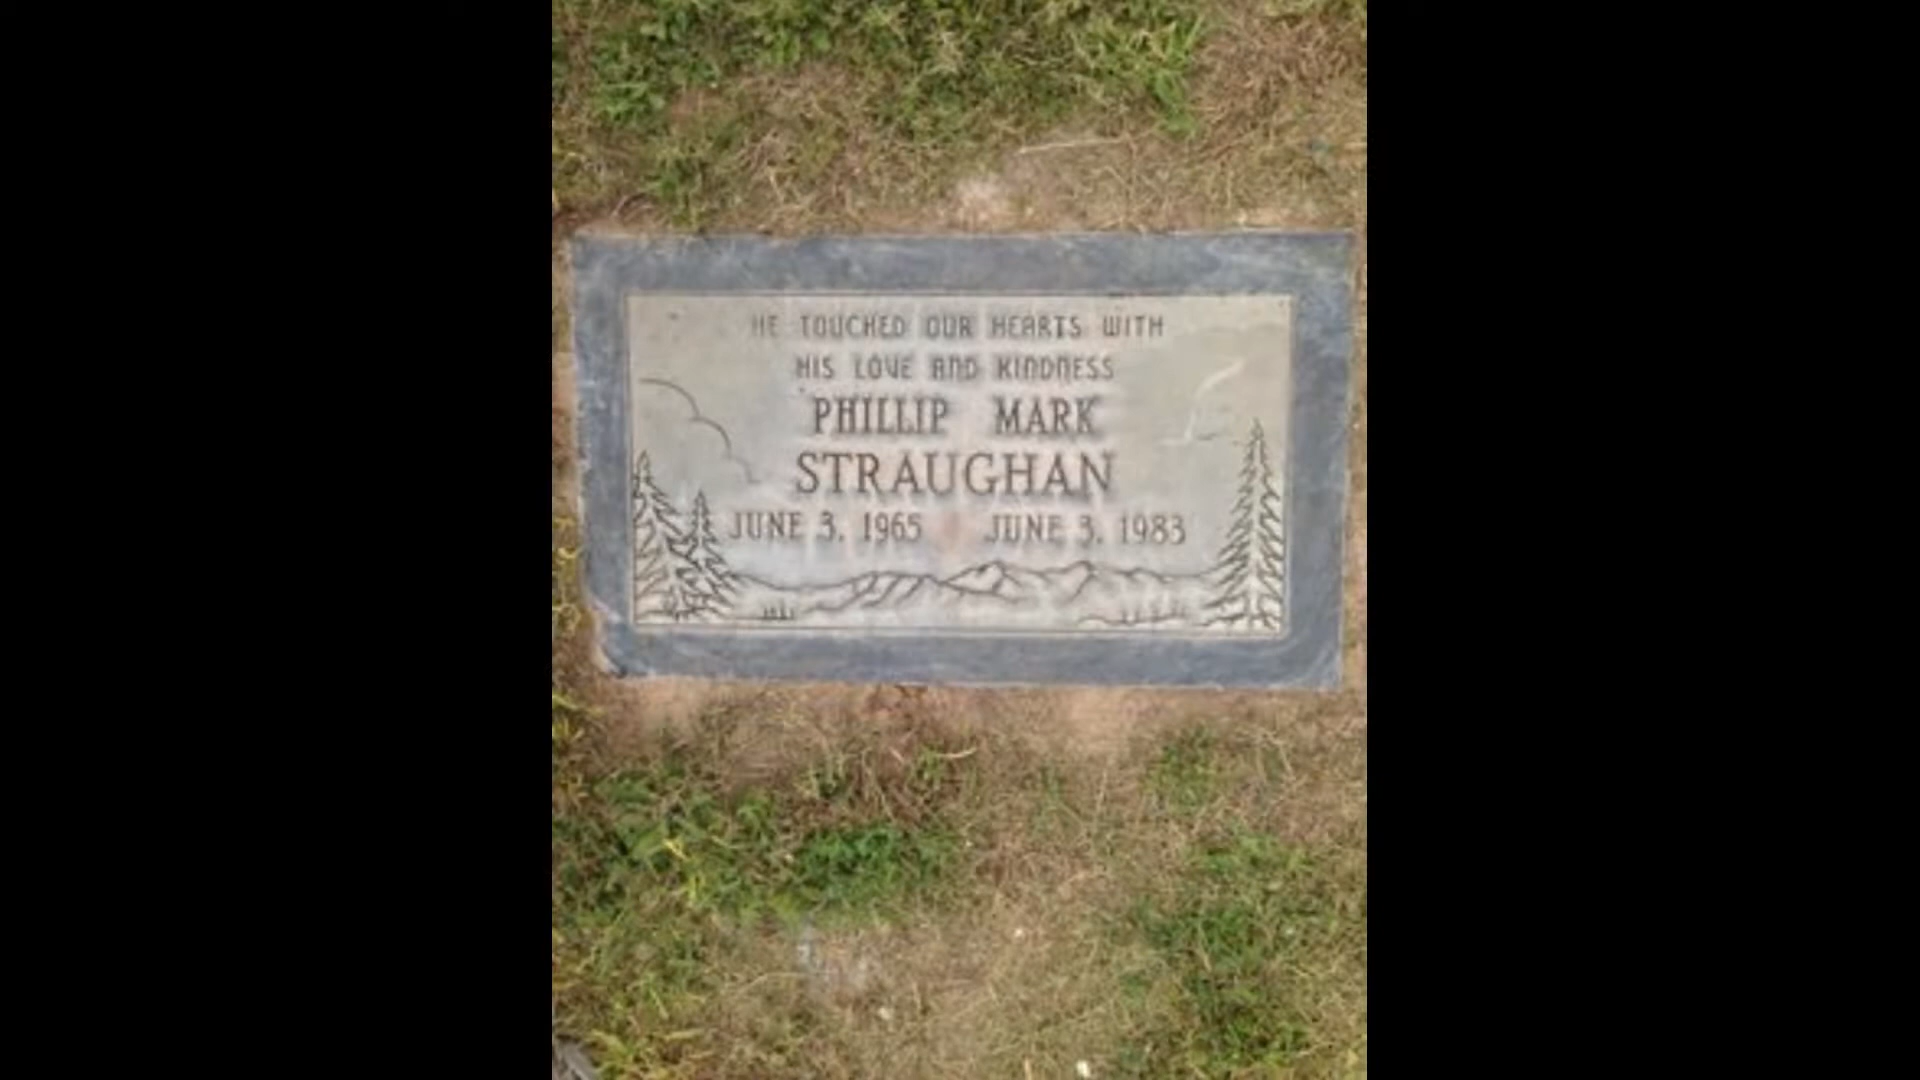 HE TOUCHED OUR HEARTS WITH
HIS LOVE AND KINDNESS
PHILLIP MARK
STRAUGHAN
JUNE 3, 1965 JUNE 3, 1983